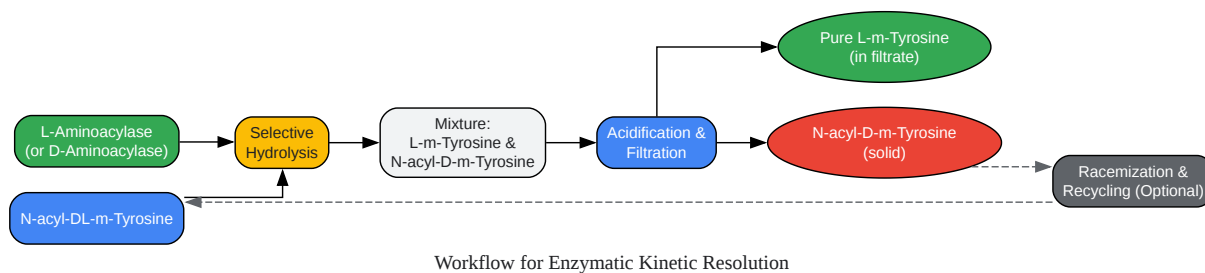 L-Aminoacylase
(or D-Aminoacylase)
N-acyl-DL-m-Tyrosine
Selective
Hydrolysis
Mixture:
L-m-Tyrosine &
N-acyl-D-m-Tyrosine
Acidification &
Filtration
Pure L-m-Tyrosine
(in filtrate)
N-acyl-D-m-Tyrosine
(solid)
Racemization &
Recycling (Optional)
Workflow for Enzymatic Kinetic Resolution